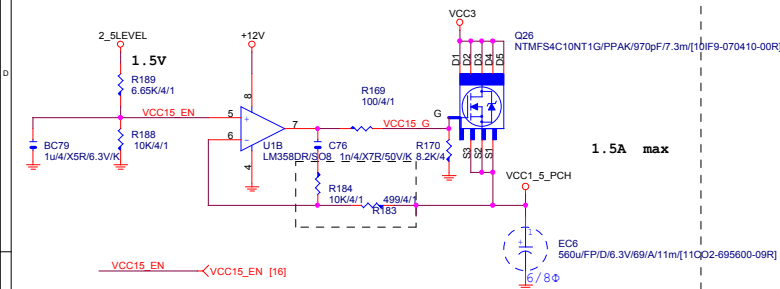 VCC3
2_5LEVEL
+12V
Q26
NTMFS4C10NT1G/PPAK/970pF/7.3m/[10IF9-070410-00R]
D1
D2
D3
D4
D5
1.5V
D
R189
6.65K/4/1
R169
100/4/1
8
VCC15_EN
5
+
7
VCC15_G
G
6
-
BC79
1u/4/X5R/6.3V/K
R188
10K/4/1
U1B
LM358DR/SO8
C76
1n/4/X7R/50V/K
R170
8.2K/4
S3
S2
S1
1.5A max
4
VCC1_5_PCH
R184
10K/4/1
499/4/1
R183
1
+
EC6
560u/FP/D/6.3V/69/A/11m/[11CO2-695600-09R]
VCC15_EN
VCC15_EN [16]
6/8Φ